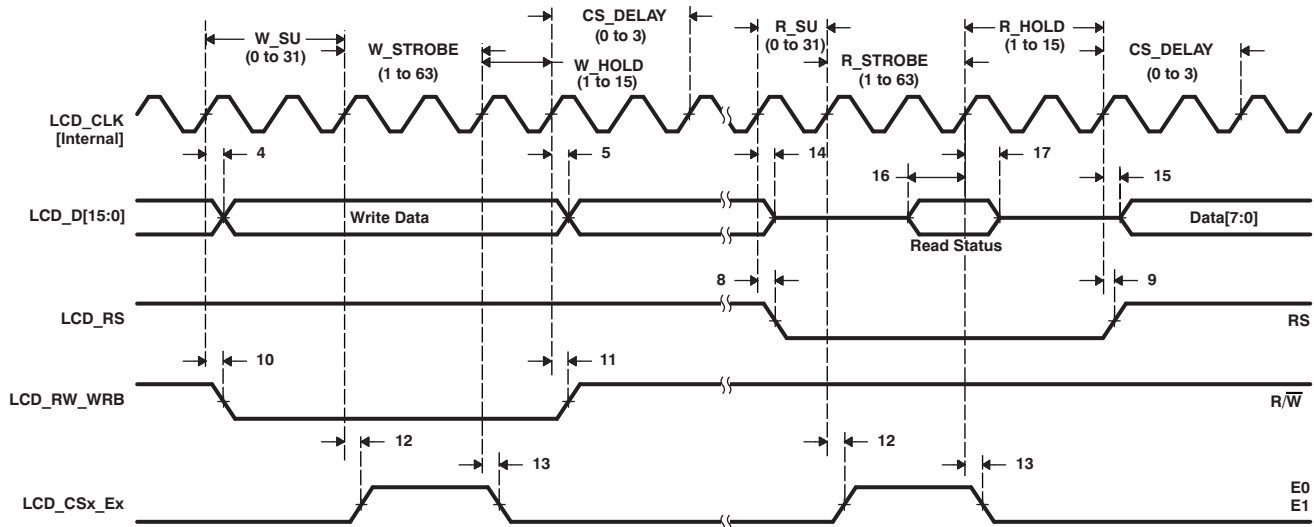 CS_DELAY
(0 to 3)
W_SU
(0 to 31)
W_STROBE
(1 to 63)
W_HOLD
(1 to 15)
R_SU
(0 to 31)
R_STROBE
(1 to 63)
R_HOLD
(1 to 15)
CS_DELAY
(0 to 3)
LCD_CLK
[Internal]
4
5
14
17
16
15
LCD_D[15:0]
Write Data
Data[7:0]
Read Status
8
9
LCD_RS
RS
10
11
LCD_RW_WRB
R/W̅
12
13
12
13
LCD_CSx_Ex
E0
E1